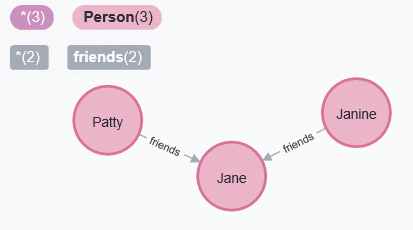 *(3) Person(3)
*(2) friends(2)
Patty
Janine
friends
friends
Jane